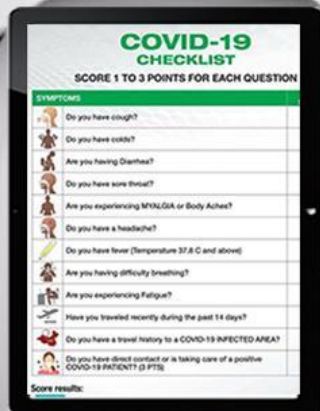 COVID-19
CHECKLIST
SCORE 1 TO 3 POINTS FOR EACH QUESTION
SYMPTOMS
Do you have cough?
Do you have colds?
Are you having Diarrhea?
Do you have sore throat?
Are you experiencing MYALGIA or Body Aches?
Do you have a headache?
Do you have fever (Temperature 37.8 C and above)
Are you having difficulty breathing?
Are you experiencing Fatigue?
Have you traveled recently during the past 14 days?
Do you have a travel history to a COVID-19 INFECTED AREA?
Do you have direct contact or is taking care of a positive
COVID-19 PATIENT? (3 PTS)
Score results: